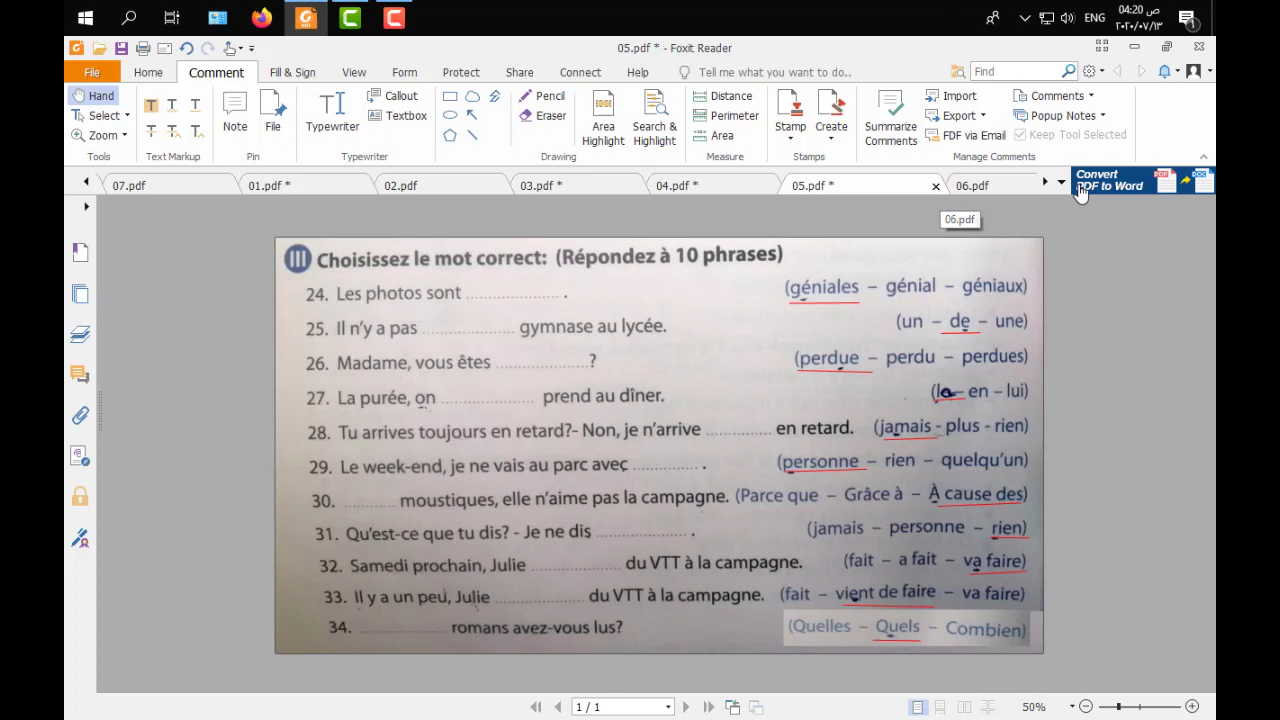 ص 04:20
ENG
٢٠٢٠/٠٧/١٣
1
05.pdf * - Foxit Reader
File Home Comment Fill & Sign View Form Protect Share Connect Help Tell me what you want to do.. Find
Hand
Select
Zoom
Tools
T T T
T T T
Text Markup
Note
File
Pin
Typewriter
Callout
Textbox
Typewriter
Pencil
Eraser
Area Highlight
Search & Highlight
Drawing
Distance
Perimeter
Area
Measure
Stamp
Create
Stamps
Summarize Comments
Import
Export
FDF via Email
Comments
Popup Notes
Keep Tool Selected
Manage Comments
07.pdf 01.pdf * 02.pdf 03.pdf * 04.pdf * 05.pdf * 06.pdf
Convert
PDF to Word
PDF DOC
06.pdf
III Choisissez le mot correct: (Répondez à 10 phrases)
24. Les photos sont .................... . (géniales – génial – géniaux)
25. Il n'y a pas .................... gymnase au lycée. (un – de – une)
26. Madame, vous êtes ....................? (perdue – perdu – perdues)
27. La purée, on .................... prend au dîner. (la – en – lui)
28. Tu arrives toujours en retard?- Non, je n'arrive .............. en retard. (jamais - plus - rien)
29. Le week-end, je ne vais au parc avec .............. . (personne – rien – quelqu'un)
30. ........... moustiques, elle n'aime pas la campagne. (Parce que – Grâce à – À cause des)
31. Qu'est-ce que tu dis? - Je ne dis .................... . (jamais – personne – rien)
32. Samedi prochain, Julie .................... du VTT à la campagne. (fait – a fait – va faire)
33. Il y a un peu, Julie .................... du VTT à la campagne. (fait – vient de faire – va faire)
34. .................... romans avez-vous lus? (Quelles – Quels – Combien)
1 / 1
50%